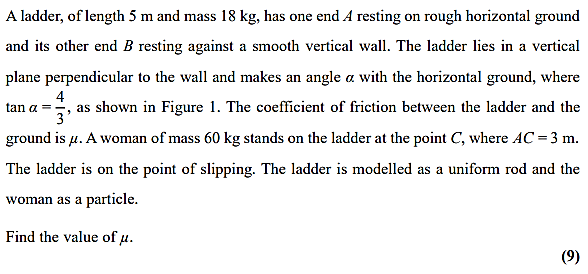 A ladder, of length 5 m and mass 18 kg, has one end A resting on rough horizontal ground
and its other end B resting against a smooth vertical wall. The ladder lies in a vertical
plane perpendicular to the wall and makes an angle α with the horizontal ground, where
tan α = 4/3, as shown in Figure 1. The coefficient of friction between the ladder and the
ground is μ. A woman of mass 60 kg stands on the ladder at the point C, where AC = 3 m.
The ladder is on the point of slipping. The ladder is modelled as a uniform rod and the
woman as a particle.
Find the value of μ.
(9)